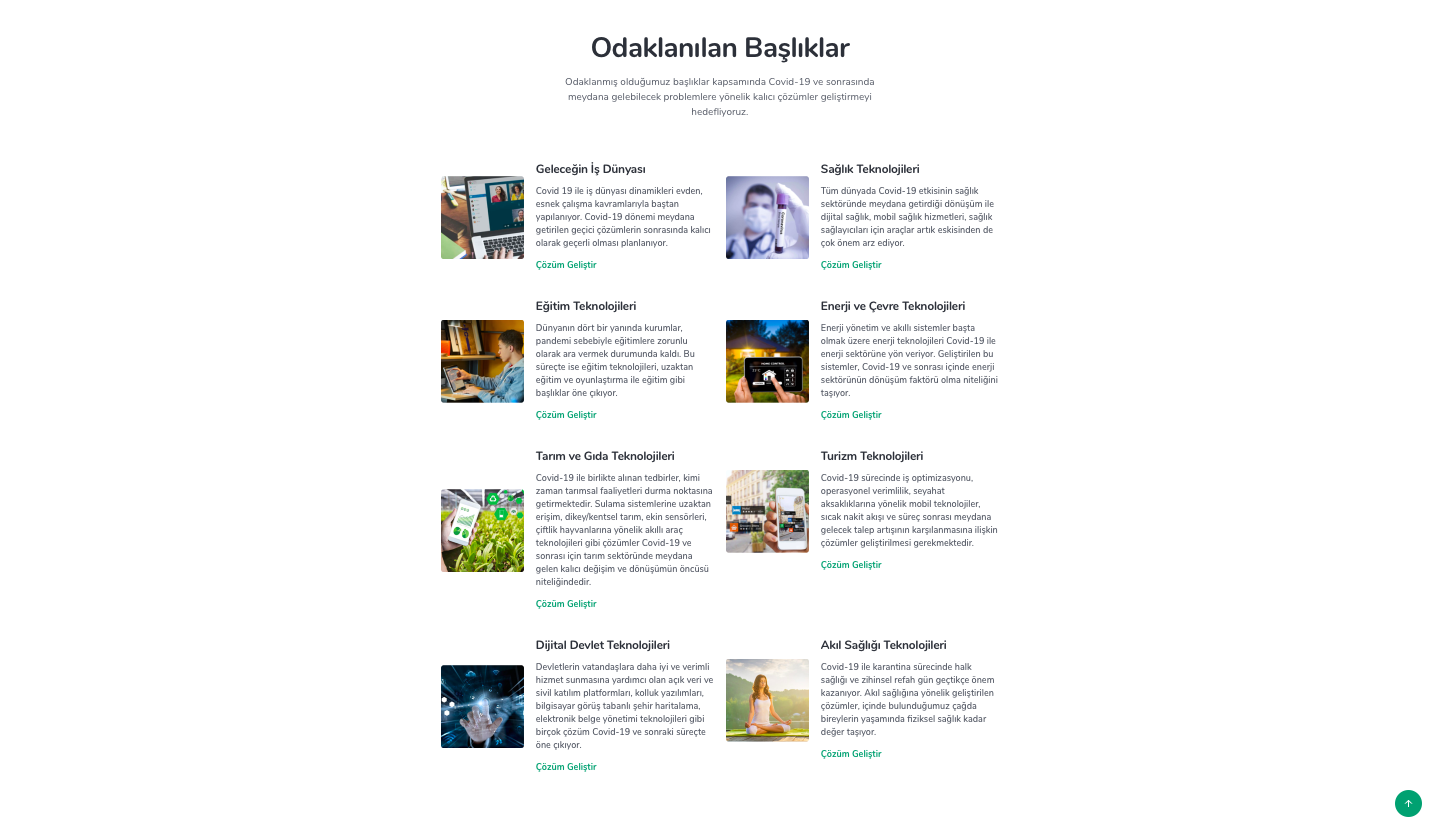 Odaklanılan Başlıklar
Odaklanmış olduğumuz başlıklar kapsamında Covid-19 ve sonrasında
meydana gelebilecek problemlere yönelik kalıcı çözümler geliştirmeyi
hedefliyoruz.
Geleceğin İş Dünyası
Covid 19 ile iş dünyası dinamikleri evden,
esnek çalışma kavramlarıyla baştan
yapılanıyor. Covid-19 dönemi meydana
getirilen geçici çözümlerin sonrasında kalıcı
olarak geçerli olması planlanıyor.
Çözüm Geliştir
Sağlık Teknolojileri
Tüm dünyada Covid-19 etkisinin sağlık
sektöründe meydana getirdiği dönüşüm ile
dijital sağlık, mobil sağlık hizmetleri, sağlık
sağlayıcıları için araçlar artık eskisinden de
çok önem arz ediyor.
Çözüm Geliştir
Eğitim Teknolojileri
Dünyanın dört bir yanında kurumlar,
pandemi sebebiyle eğitimlere zorunlu
olarak ara vermek durumunda kaldı. Bu
süreçte ise eğitim teknolojileri, uzaktan
eğitim ve oyunlaştırma ile eğitim gibi
başlıklar öne çıkıyor.
Çözüm Geliştir
Enerji ve Çevre Teknolojileri
Enerji yönetim ve akıllı sistemler başta
olmak üzere enerji teknolojileri Covid-19 ile
enerji sektörüne yön veriyor. Geliştirilen bu
sistemler, Covid-19 ve sonrası içinde enerji
sektörünün dönüşüm faktörü olma niteliğini
taşıyor.
Çözüm Geliştir
Tarım ve Gıda Teknolojileri
Covid-19 ile birlikte alınan tedbirler, kimi
zaman tarımsal faaliyetleri durma noktasına
getirmektedir. Sulama sistemlerine uzaktan
erişim, dikey/kentsel tarım, ekin sensörleri,
çiftlik hayvanlarına yönelik akıllı araç
teknolojileri gibi çözümler Covid-19 ve
sonrası için tarım sektöründe meydana
gelen kalıcı değişim ve dönüşümün öncüsü
niteliğindedir.
Çözüm Geliştir
Turizm Teknolojileri
Covid-19 sürecinde iş optimizasyonu,
operasyonel verimlilik, seyahat
aksaklıklarına yönelik mobil teknolojiler,
sıcak nakit akışı ve süreç sonrası meydana
gelecek talep artışının karşılanmasına ilişkin
çözümler geliştirilmesi gerekmektedir.
Çözüm Geliştir
Dijital Devlet Teknolojileri
Devletlerin vatandaşlara daha iyi ve verimli
hizmet sunmasına yardımcı olan açık veri ve
sivil katılım platformları, kolluk yazılımları,
bilgisayar görüş tabanlı şehir haritalama,
elektronik belge yönetimi teknolojileri gibi
birçok çözüm Covid-19 ve sonraki süreçte
öne çıkıyor.
Çözüm Geliştir
Akıl Sağlığı Teknolojileri
Covid-19 ile karantina sürecinde halk
sağlığı ve zihinsel refah gün geçtikçe önem
kazanıyor. Akıl sağlığına yönelik geliştirilen
çözümler, içinde bulunduğumuz çağda
bireylerin yaşamında fiziksel sağlık kadar
değer taşıyor.
Çözüm Geliştir